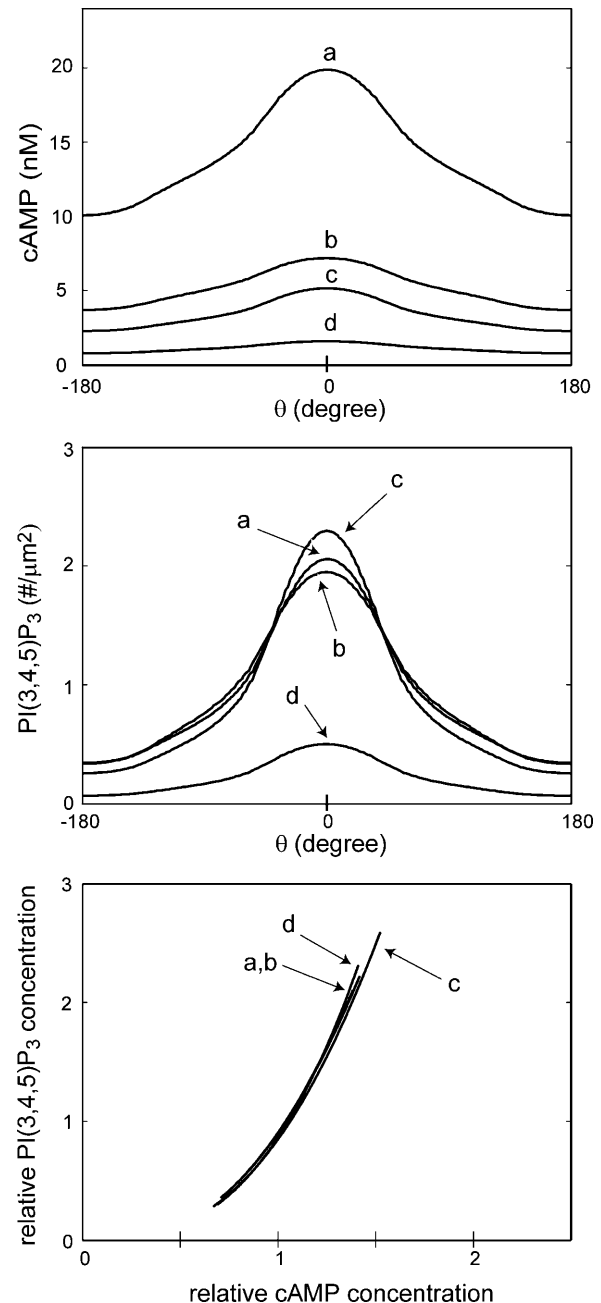 a
20
15
cAMP (nM)
10
b
5
c
d
0
-180 0 180
θ (degree)
3
c
a
2
PI(3,4,5)P3 (#/μm2)
b
1
d
0
-180 0 180
θ (degree)
3
d
a,b
c
2
relative PI(3,4,5)P3 concentration
1
0
0 1 2
relative cAMP concentration